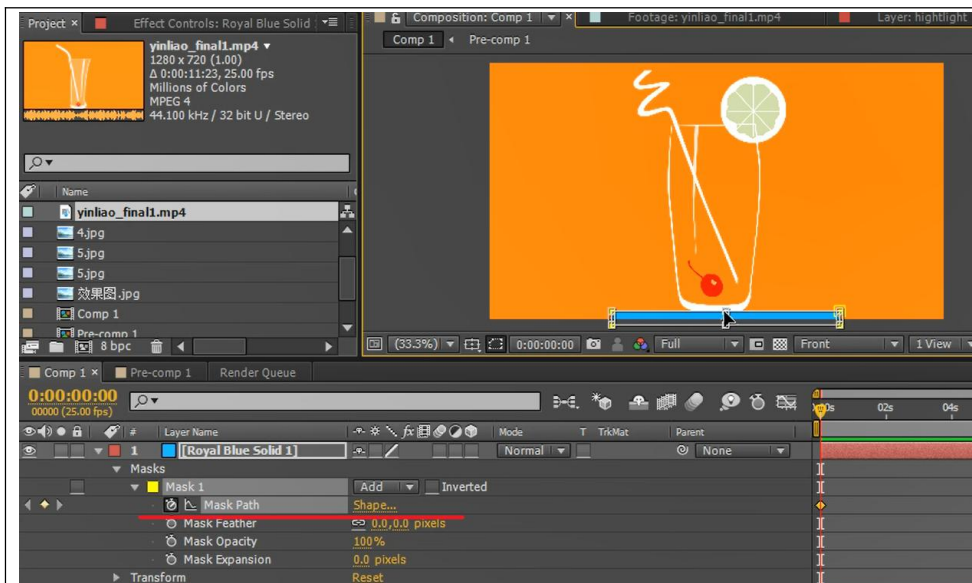 Project ×
Effect Controls: Royal Blue Solid
yinliao_final1.mp4 ▼
1280 x 720 (1.00)
Δ 0:00:11:23, 25.00 fps
Millions of Colors
MPEG 4
44.100 kHz / 32 bit U / Stereo
Name
yinliao_final1.mp4
4.jpg
5.jpg
5.jpg
效果图.jpg
Comp 1
Pre-comp 1
8 bpc
Composition: Comp 1
Footage: yinliao_final1.mp4
Layer: hightlight
Comp 1 Pre-comp 1
(33.3%) 0:00:00:00 Full Front 1 View
Comp 1 × Pre-comp 1 Render Queue
0:00:00:00
00000 (25.00 fps)
# Layer Name Mode T TrkMat Parent
02s 04s
1 [Royal Blue Solid 1] Normal None
Masks
Mask 1 Add Inverted
Mask Path Shape...
Mask Feather 0.0,0.0 pixels
Mask Opacity 100%
Mask Expansion 0.0 pixels
Transform Reset